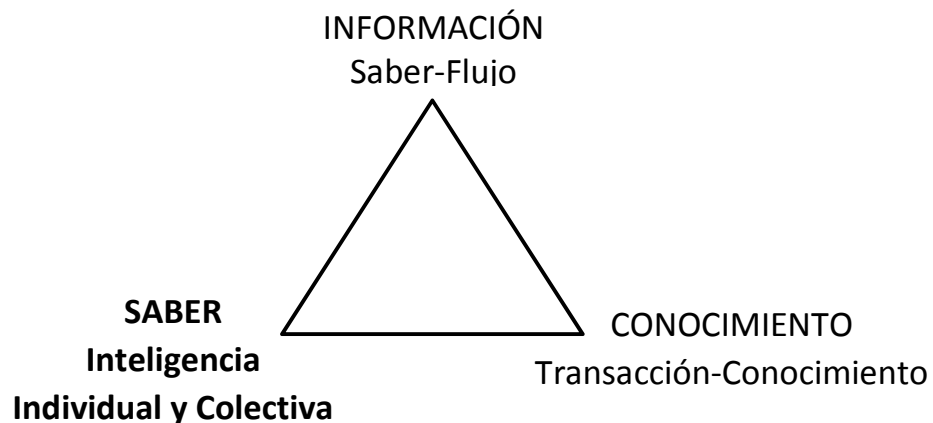 INFORMACIÓN
Saber-Flujo
SABER
Inteligencia
Individual y Colectiva
CONOCIMIENTO
Transacción-Conocimiento